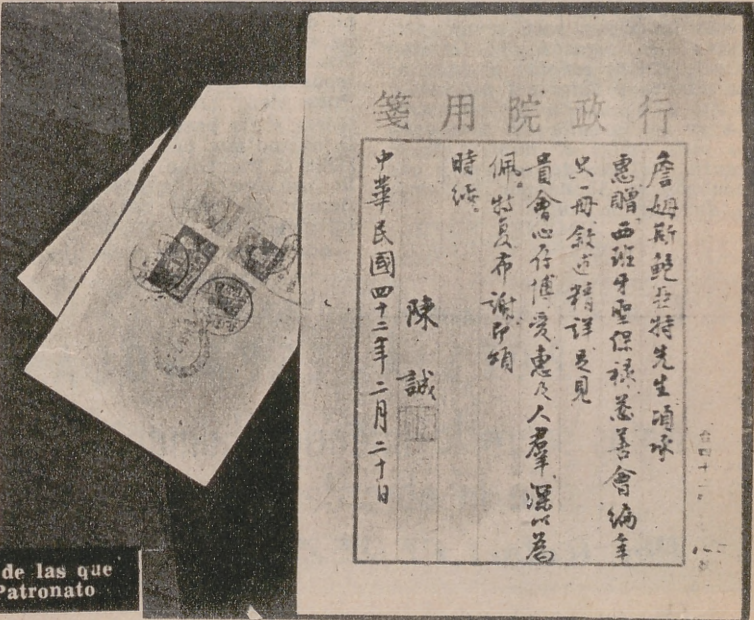 行政院用箋
詹姆斯鮑亞特先生頃承
惠贈西班牙聖保祿慈善會編年
史一冊敘述精詳足見
貴會心存博愛惠及人羣深以為
佩。特复布謝即頌
時綏。
陳誠
中華民國四十二年二月二十日
de las que
Patronato